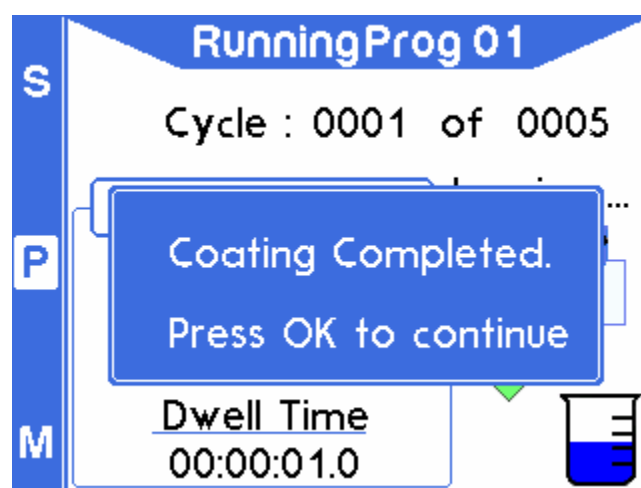 RunningProg 01
S
Cycle : 0001 of 0005
...
P
Coating Completed.
Press OK to continue
Dwell Time
M
00:00:01.0